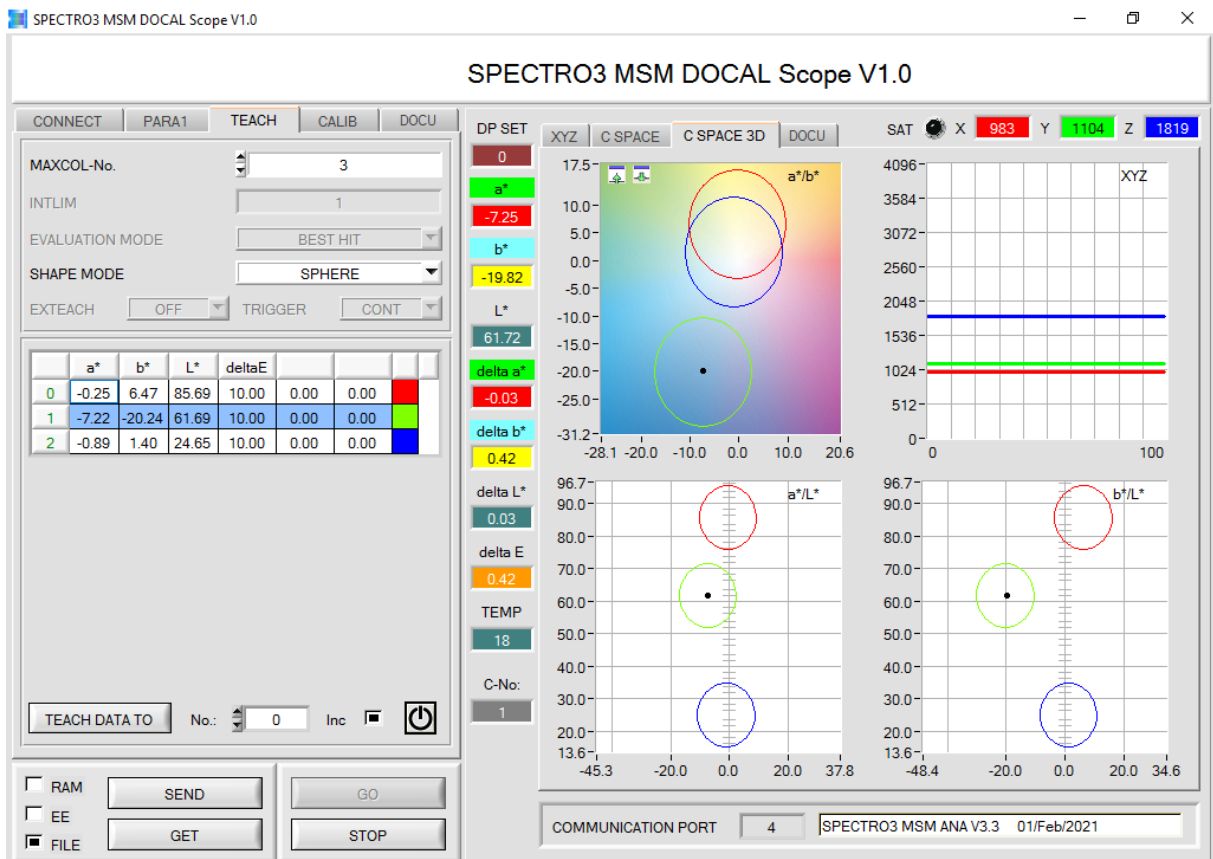 SPECTRO3 MSM DOCAL Scope V1.0
SPECTRO3 MSM DOCAL Scope V1.0
CONNECT PARA1 TEACH CALIB DOCU
MAXCOL-No. 3
INTLIM 1
EVALUATION MODE BEST HIT
SHAPE MODE SPHERE
EXTEACH OFF TRIGGER CONT
a* b* L* deltaE
0 -0.25 6.47 85.69 10.00 0.00 0.00
1 -7.22 -20.24 61.69 10.00 0.00 0.00
2 -0.89 1.40 24.65 10.00 0.00 0.00
TEACH DATA TO No.: 0 Inc
RAM
EE
FILE
SEND
GET
GO
STOP
DP SET
0
a*
-7.25
b*
-19.82
L*
61.72
delta a*
-0.03
delta b*
0.42
delta L*
0.03
delta E
0.42
TEMP
18
C-No:
1
XYZ C SPACE C SPACE 3D DOCU
SAT X 983 Y 1104 Z 1819
a*/b*
17.5
10.0
5.0
0.0
-5.0
-10.0
-15.0
-20.0
-25.0
-31.2
-28.1 -20.0 -10.0 0.0 10.0 20.6
XYZ
4096
3584
3072
2560
2048
1536
1024
512
0
0 100
a*/L*
96.7
90.0
80.0
70.0
60.0
50.0
40.0
30.0
20.0
13.6
-45.3 -20.0 0.0 20.0 37.8
b*/L*
96.7
90.0
80.0
70.0
60.0
50.0
40.0
30.0
20.0
13.6
-48.4 -20.0 0.0 20.0 34.6
COMMUNICATION PORT 4 SPECTRO3 MSM ANA V3.3 01/Feb/2021